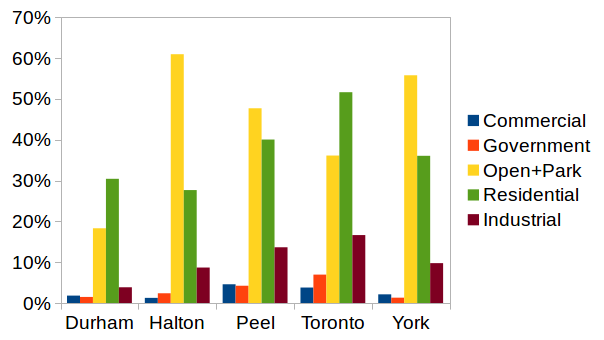 70%
60%
50%
40%
30%
20%
10%
0%
Durham Halton Peel Toronto York
Commercial
Government
Open+Park
Residential
Industrial